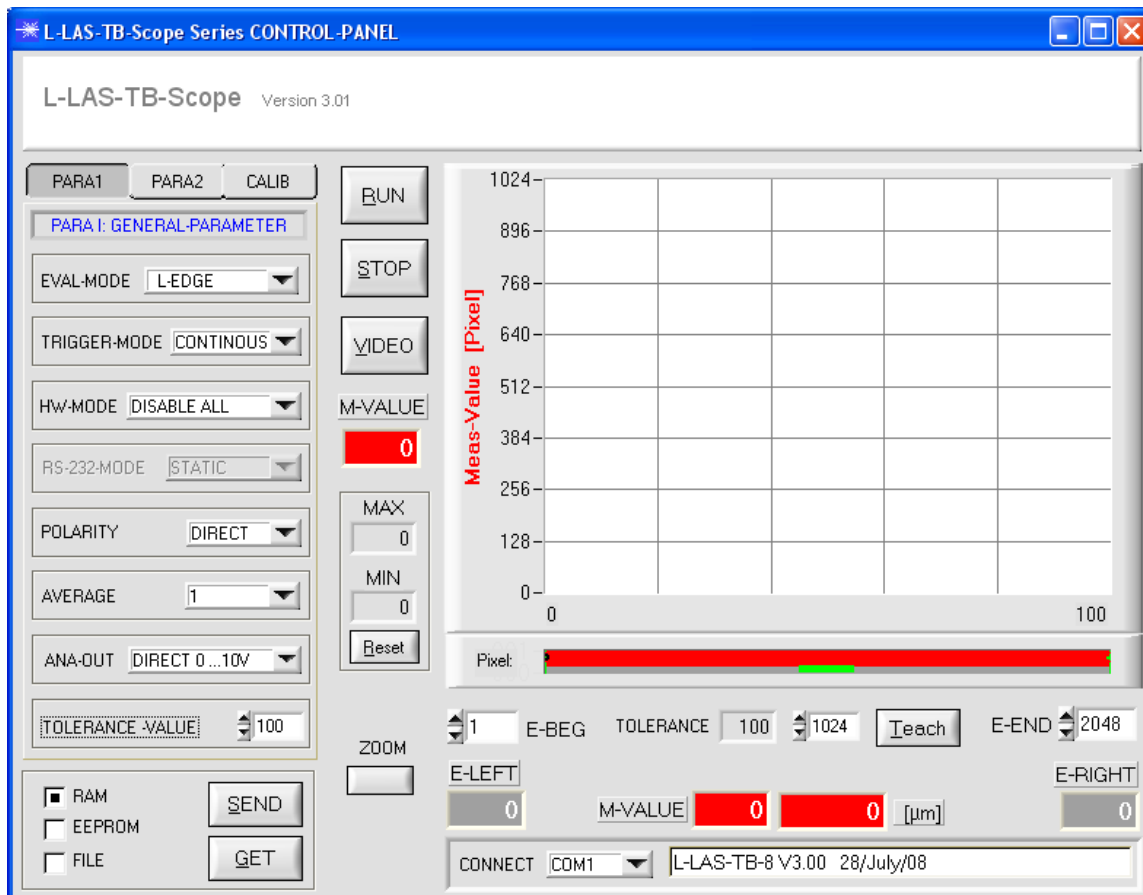 L-LAS-TB-Scope Series CONTROL-PANEL
L-LAS-TB-Scope Version 3.01
PARA1 PARA2 CALIB
PARA I: GENERAL-PARAMETER
EVAL-MODE L-EDGE
TRIGGER-MODE CONTINOUS
HW-MODE DISABLE ALL
RS-232-MODE STATIC
POLARITY DIRECT
AVERAGE 1
ANA-OUT DIRECT 0...10V
TOLERANCE -VALUE 100
RAM
EEPROM
FILE
SEND
GET
RUN
STOP
VIDEO
M-VALUE
0
MAX
0
MIN
0
Reset
ZOOM
Meas-Value [Pixel]
1024
896
768
640
512
384
256
128
0
0 100
Pixel:
1 E-BEG TOLERANCE 100 1024 Teach E-END 2048
E-LEFT E-RIGHT
0 M-VALUE 0 0 [µm] 0
CONNECT COM1 L-LAS-TB-8 V3.00 28/July/08